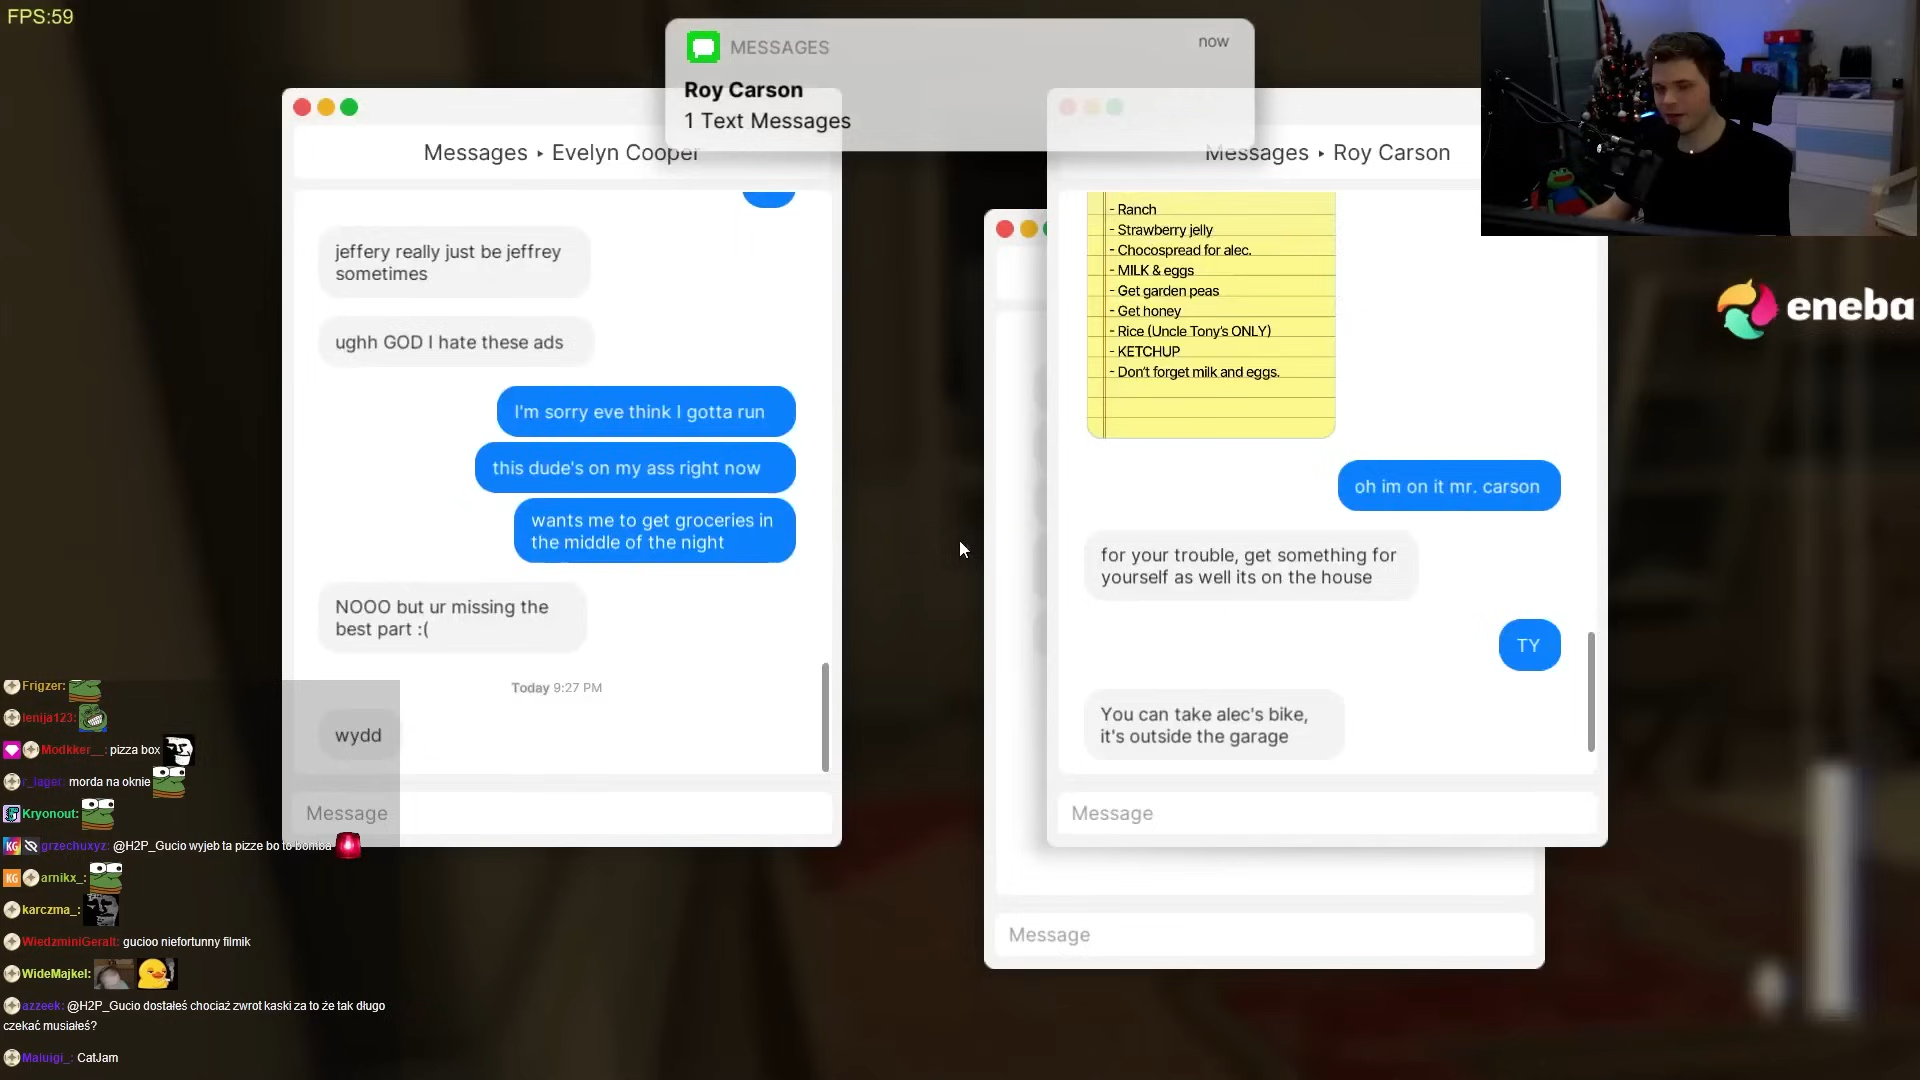 FPS:59
MESSAGES
now
Roy Carson
1 Text Messages
Messages ‣ Evelyn Cooper
jeffery really just be jeffrey
sometimes
ughh GOD I hate these ads
I'm sorry eve think I gotta run
this dude's on my ass right now
wants me to get groceries in
the middle of the night
NOOO but ur missing the
best part :(
Today 9:27 PM
wydd
Message
Messages ‣ Roy Carson
- Ranch
- Strawberry jelly
- Chocospread for alec.
- MILK & eggs
- Get garden peas
- Get honey
- Rice (Uncle Tony's ONLY)
- KETCHUP
- Don't forget milk and eggs.
oh im on it mr. carson
for your trouble, get something for
yourself as well its on the house
TY
You can take alec's bike,
it's outside the garage
Message
Message
eneba
Frigzer:
lenija123:
Modkker__: pizza box
r_lager: morda na oknie
Kryonout:
KG grzechuxyz: @H2P_Gucio wyjeb ta pizze bo to bomba
KG arnikx_:
karczma_:
WiedzminiGeralt: gucioo niefortunny filmik
WideMajkel:
azzeek: @H2P_Gucio dostałeś chociaż zwrot kaski za to że tak długo
czekać musiałeś?
Maluigi_: CatJam